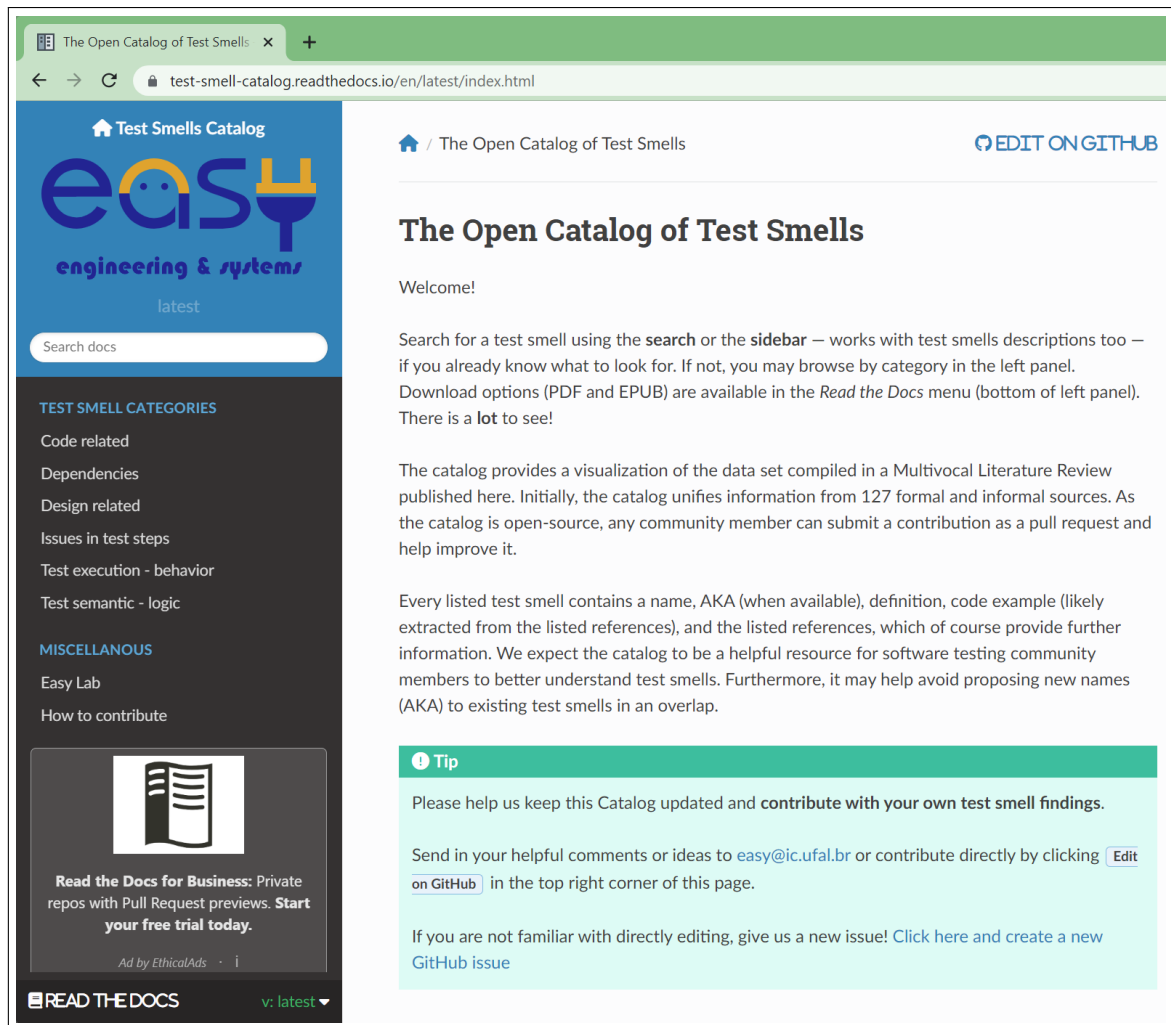 The Open Catalog of Test Smells
test-smell-catalog.readthedocs.io/en/latest/index.html
Test Smells Catalog
easy
engineering & systems
latest
Search docs
TEST SMELL CATEGORIES
Code related
Dependencies
Design related
Issues in test steps
Test execution - behavior
Test semantic - logic
MISCELLANOUS
Easy Lab
How to contribute
Read the Docs for Business: Private
repos with Pull Request previews. Start
your free trial today.
Ad by EthicalAds · i
READ THE DOCS
v: latest
/ The Open Catalog of Test Smells
EDIT ON GITHUB
The Open Catalog of Test Smells
Welcome!
Search for a test smell using the search or the sidebar — works with test smells descriptions too —
if you already know what to look for. If not, you may browse by category in the left panel.
Download options (PDF and EPUB) are available in the Read the Docs menu (bottom of left panel).
There is a lot to see!
The catalog provides a visualization of the data set compiled in a Multivocal Literature Review
published here. Initially, the catalog unifies information from 127 formal and informal sources. As
the catalog is open-source, any community member can submit a contribution as a pull request and
help improve it.
Every listed test smell contains a name, AKA (when available), definition, code example (likely
extracted from the listed references), and the listed references, which of course provide further
information. We expect the catalog to be a helpful resource for software testing community
members to better understand test smells. Furthermore, it may help avoid proposing new names
(AKA) to existing test smells in an overlap.
Tip
Please help us keep this Catalog updated and contribute with your own test smell findings.
Send in your helpful comments or ideas to easy@ic.ufal.br or contribute directly by clicking Edit
on GitHub in the top right corner of this page.
If you are not familiar with directly editing, give us a new issue! Click here and create a new
GitHub issue